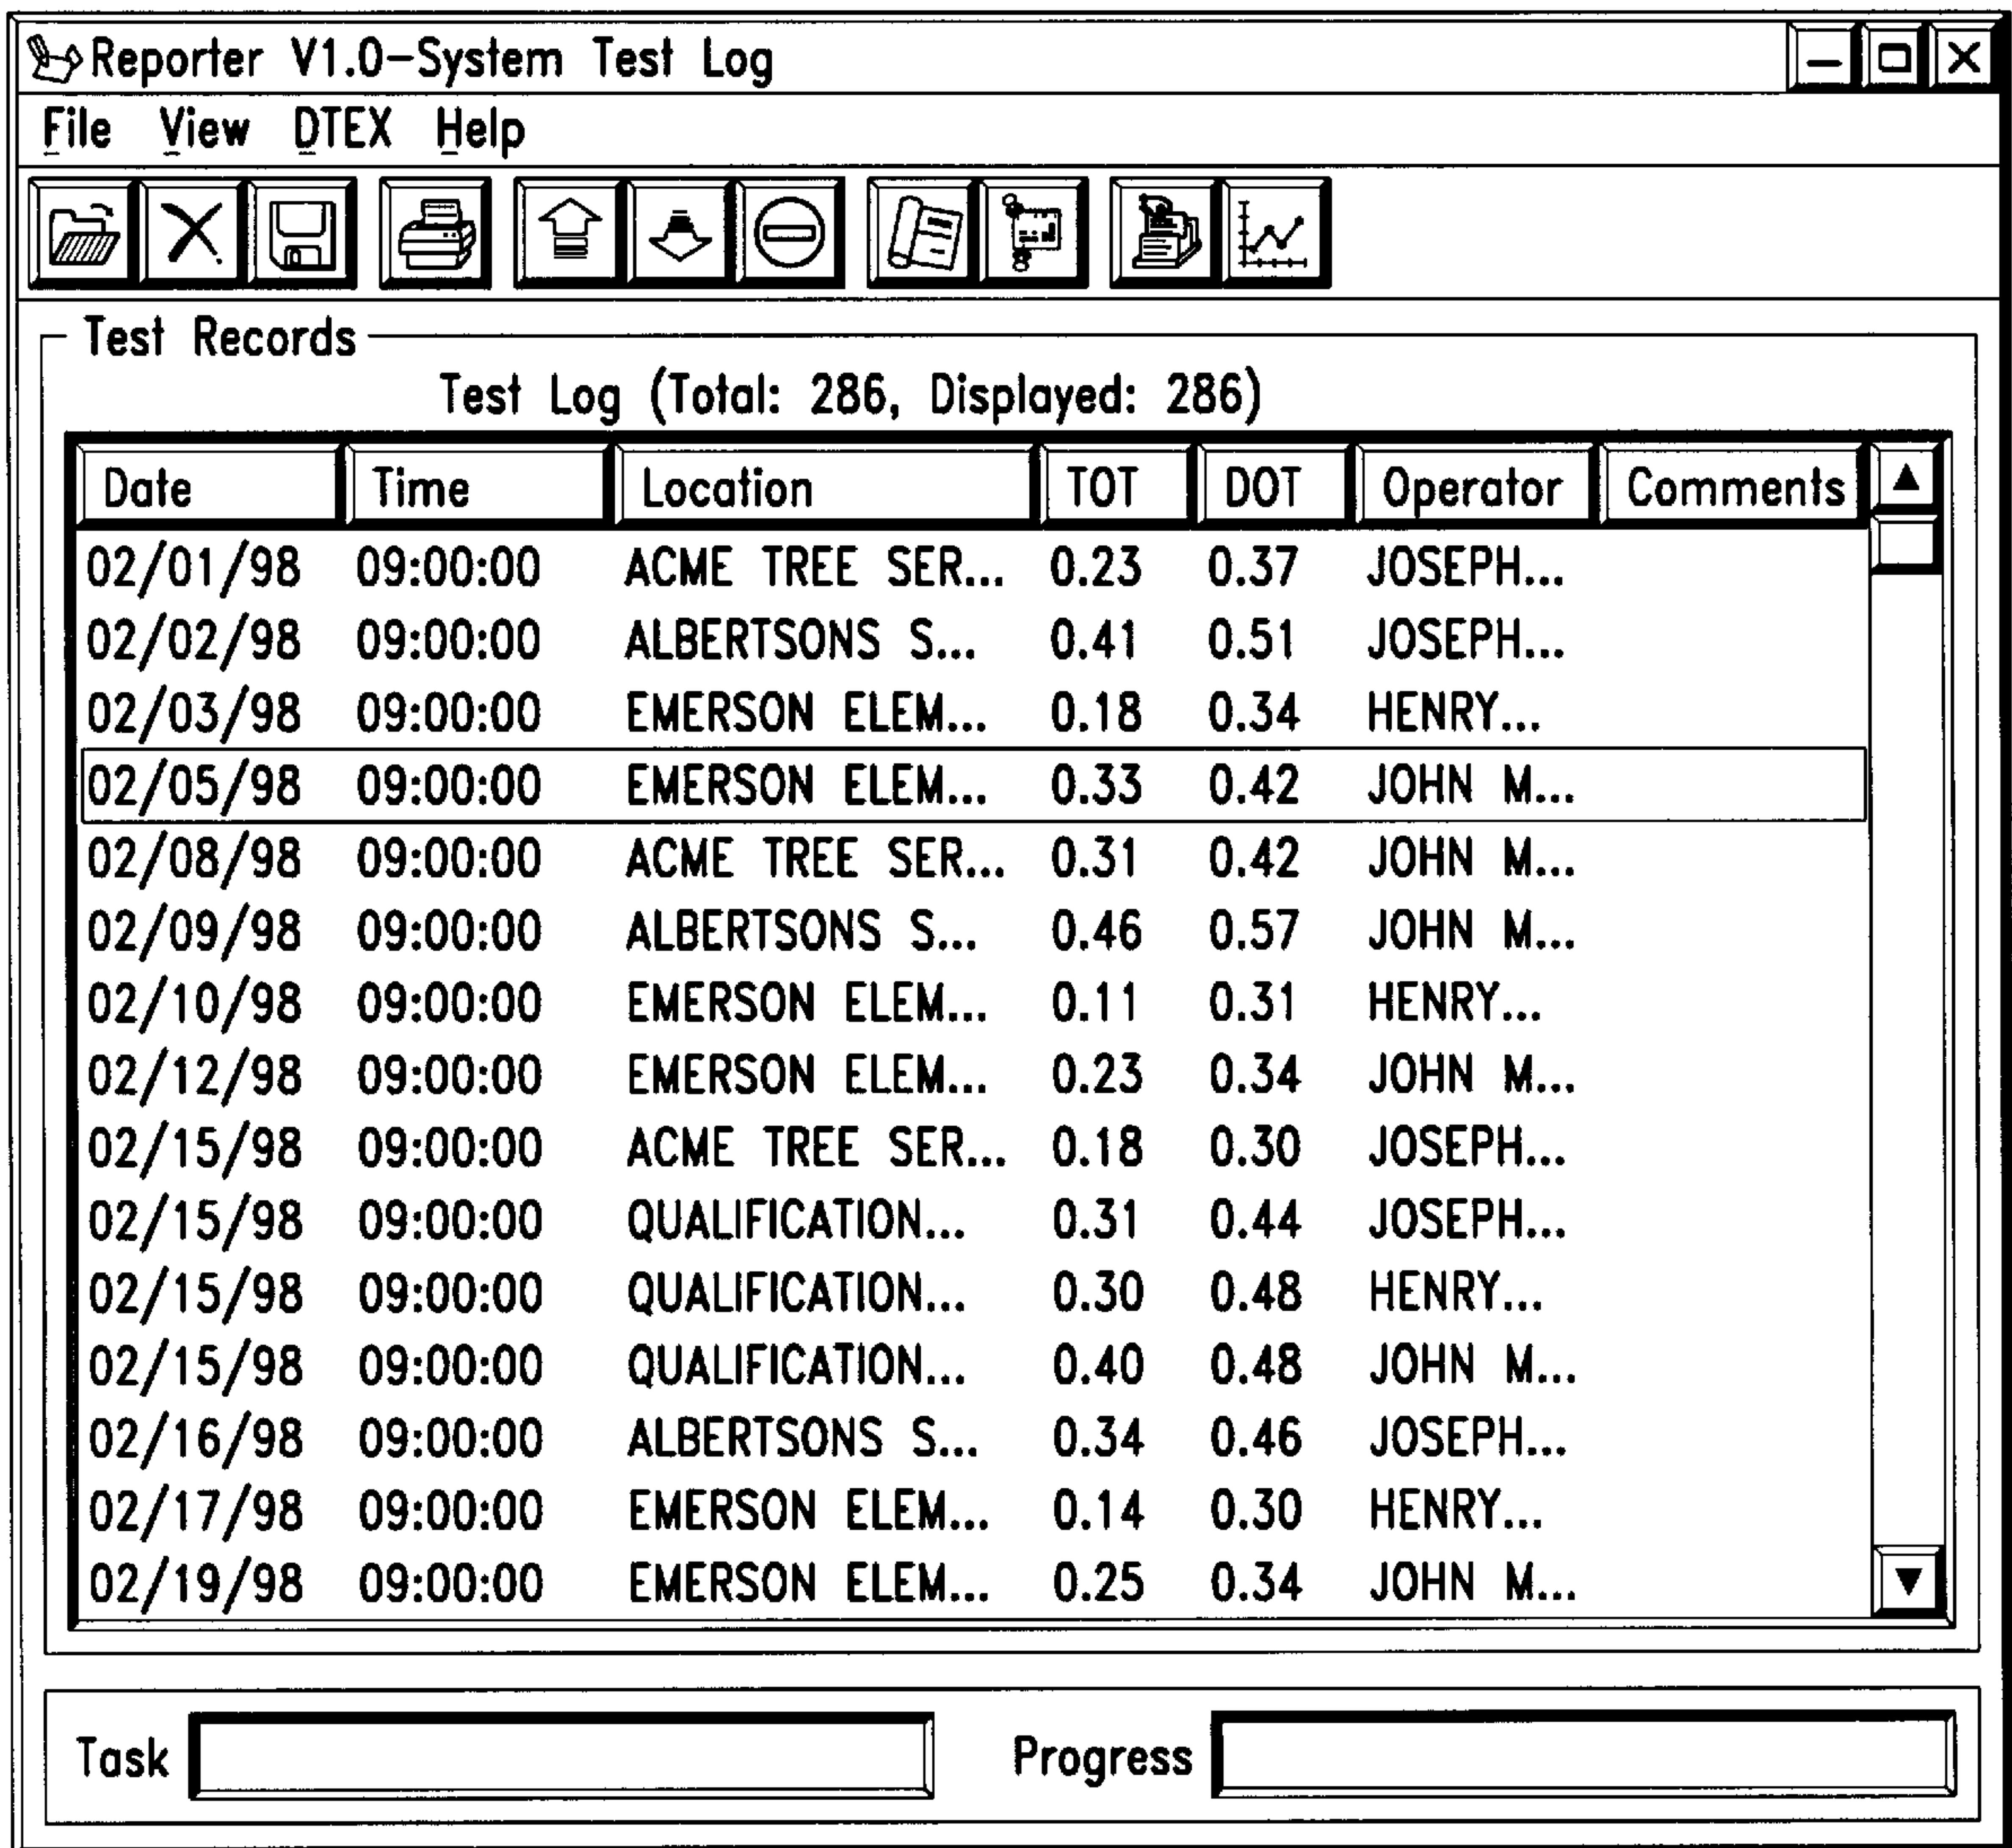 Reporter V1.0-System Test Log
File View DTEX Help
Test Records
Test Log (Total: 286, Displayed: 286)
Date Time Location TOT DOT Operator Comments
02/01/98 09:00:00 ACME TREE SER... 0.23 0.37 JOSEPH...
02/02/98 09:00:00 ALBERTSONS S... 0.41 0.51 JOSEPH...
02/03/98 09:00:00 EMERSON ELEM... 0.18 0.34 HENRY...
02/05/98 09:00:00 EMERSON ELEM... 0.33 0.42 JOHN M...
02/08/98 09:00:00 ACME TREE SER... 0.31 0.42 JOHN M...
02/09/98 09:00:00 ALBERTSONS S... 0.46 0.57 JOHN M...
02/10/98 09:00:00 EMERSON ELEM... 0.11 0.31 HENRY...
02/12/98 09:00:00 EMERSON ELEM... 0.23 0.34 JOHN M...
02/15/98 09:00:00 ACME TREE SER... 0.18 0.30 JOSEPH...
02/15/98 09:00:00 QUALIFICATION... 0.31 0.44 JOSEPH...
02/15/98 09:00:00 QUALIFICATION... 0.30 0.48 HENRY...
02/15/98 09:00:00 QUALIFICATION... 0.40 0.48 JOHN M...
02/16/98 09:00:00 ALBERTSONS S... 0.34 0.46 JOSEPH...
02/17/98 09:00:00 EMERSON ELEM... 0.14 0.30 HENRY...
02/19/98 09:00:00 EMERSON ELEM... 0.25 0.34 JOHN M...
Task Progress